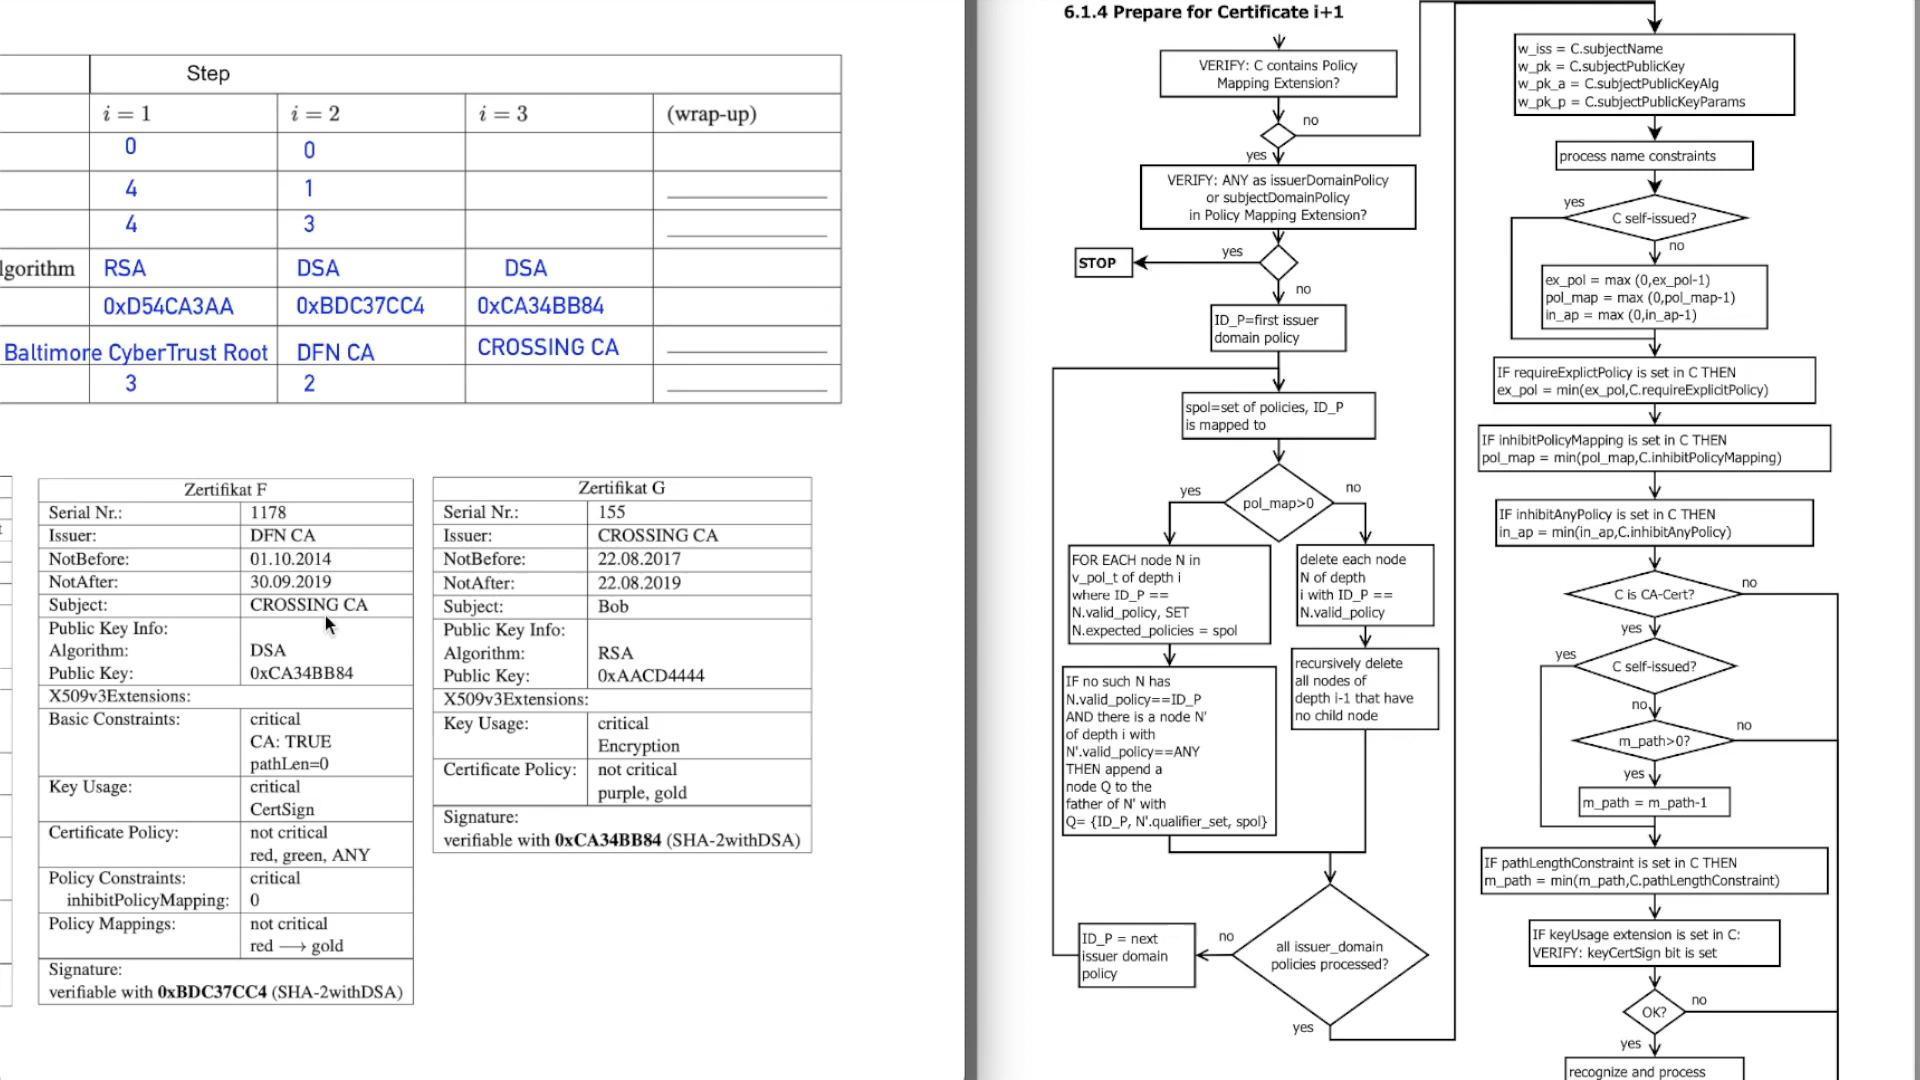 Step
i = 1
i = 2
i = 3
(wrap-up)
0
0
4
1
4
3
lgorithm
RSA
DSA
DSA
0xD54CA3AA
0xBDC37CC4
0xCA34BB84
Baltimore CyberTrust Root
DFN CA
CROSSING CA
3
2
Zertifikat F
Serial Nr.: 1178
Issuer: DFN CA
NotBefore: 01.10.2014
NotAfter: 30.09.2019
Subject: CROSSING CA
Public Key Info:
Algorithm: DSA
Public Key: 0xCA34BB84
X509v3Extensions:
Basic Constraints: critical
CA: TRUE
pathLen=0
Key Usage: critical
CertSign
Certificate Policy: not critical
red, green, ANY
Policy Constraints: critical
inhibitPolicyMapping: 0
Policy Mappings: not critical
red ⟶ gold
Signature:
verifiable with 0xBDC37CC4 (SHA-2withDSA)
Zertifikat G
Serial Nr.: 155
Issuer: CROSSING CA
NotBefore: 22.08.2017
NotAfter: 22.08.2019
Subject: Bob
Public Key Info:
Algorithm: RSA
Public Key: 0xAACD4444
X509v3Extensions:
Key Usage: critical
Encryption
Certificate Policy: not critical
purple, gold
Signature:
verifiable with 0xCA34BB84 (SHA-2withDSA)
6.1.4 Prepare for Certificate i+1
VERIFY: C contains Policy
Mapping Extension?
no
yes
VERIFY: ANY as issuerDomainPolicy
or subjectDomainPolicy
in Policy Mapping Extension?
yes
STOP
no
ID_P=first issuer
domain policy
spol=set of policies, ID_P
is mapped to
yes
pol_map>0
no
FOR EACH node N in
v_pol_t of depth i
where ID_P ==
N.valid_policy, SET
N.expected_policies = spol
delete each node
N of depth
i with ID_P ==
N.valid_policy
IF no such N has
N.valid_policy==ID_P
AND there is a node N'
of depth i with
N'.valid_policy==ANY
THEN append a
node Q to the
father of N' with
Q= {ID_P, N'.qualifier_set, spol}
recursively delete
all nodes of
depth i-1 that have
no child node
ID_P = next
issuer domain
policy
no
all issuer_domain
policies processed?
yes
w_iss = C.subjectName
w_pk = C.subjectPublicKey
w_pk_a = C.subjectPublicKeyAlg
w_pk_p = C.subjectPublicKeyParams
process name constraints
yes
C self-issued?
no
ex_pol = max (0,ex_pol-1)
pol_map = max (0,pol_map-1)
in_ap = max (0,in_ap-1)
IF requireExplictPolicy is set in C THEN
ex_pol = min(ex_pol,C.requireExplicitPolicy)
IF inhibitPolicyMapping is set in C THEN
pol_map = min(pol_map,C.inhibitPolicyMapping)
IF inhibitAnyPolicy is set in C THEN
in_ap = min(in_ap,C.inhibitAnyPolicy)
C is CA-Cert?
no
yes
yes
C self-issued?
no
m_path>0?
no
yes
m_path = m_path-1
IF pathLengthConstraint is set in C THEN
m_path = min(m_path,C.pathLengthConstraint)
IF keyUsage extension is set in C:
VERIFY: keyCertSign bit is set
OK?
no
yes
recognize and process